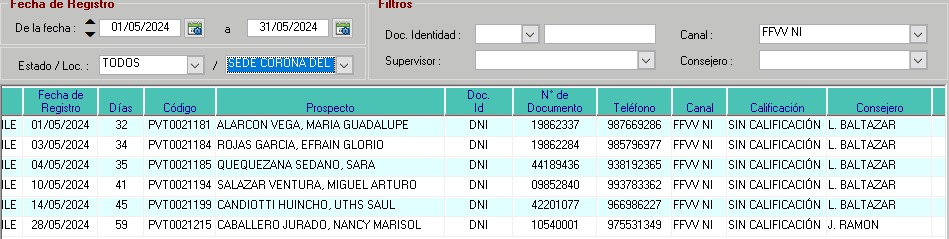 Fecha de Registro
De la fecha : 01/05/2024 a 31/05/2024
Estado / Loc. : TODOS / SEDE CORONA DEL
Filtros
Doc. Identidad :
Canal : FFVV NI
Supervisor :
Consejero :
Fecha de Registro Días Código Prospecto Doc. Id N° de Documento Teléfono Canal Calificación Consejero
ILE 01/05/2024 32 PVT0021181 ALARCON VEGA, MARIA GUADALUPE DNI 19862337 987669286 FFVV NI SIN CALIFICACIÓN L. BALTAZAR
ILE 03/05/2024 34 PVT0021184 ROJAS GARCIA, EFRAIN GLORIO DNI 19862284 985796977 FFVV NI SIN CALIFICACIÓN L. BALTAZAR
ILE 04/05/2024 35 PVT0021185 QUEQUEZANA SEDANO, SARA DNI 44189436 938192365 FFVV NI SIN CALIFICACIÓN L. BALTAZAR
ILE 10/05/2024 41 PVT0021194 SALAZAR VENTURA, MIGUEL ARTURO DNI 09852840 993783362 FFVV NI SIN CALIFICACIÓN L. BALTAZAR
ILE 14/05/2024 45 PVT0021199 CANDIOTTI HUINCHO, UTHS SAUL DNI 42201077 966986227 FFVV NI SIN CALIFICACIÓN L. BALTAZAR
ILE 28/05/2024 59 PVT0021215 CABALLERO JURADO, NANCY MARISOL DNI 10540001 975531349 FFVV NI SIN CALIFICACIÓN J. RAMON